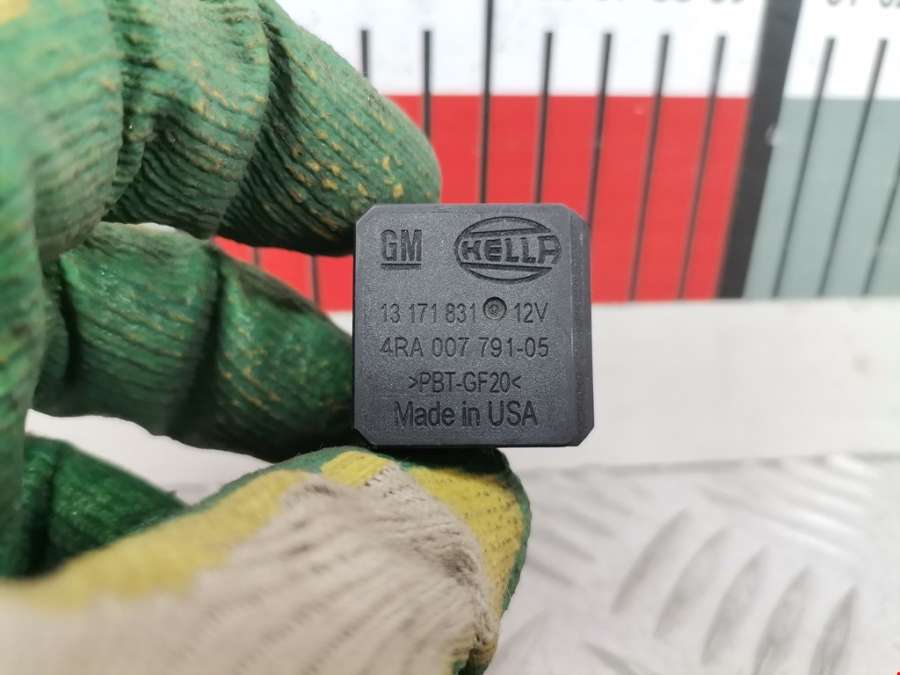 GM HELLA
13 171 831 12V
4RA 007 791-05
>PBT-GF20<
Made in USA